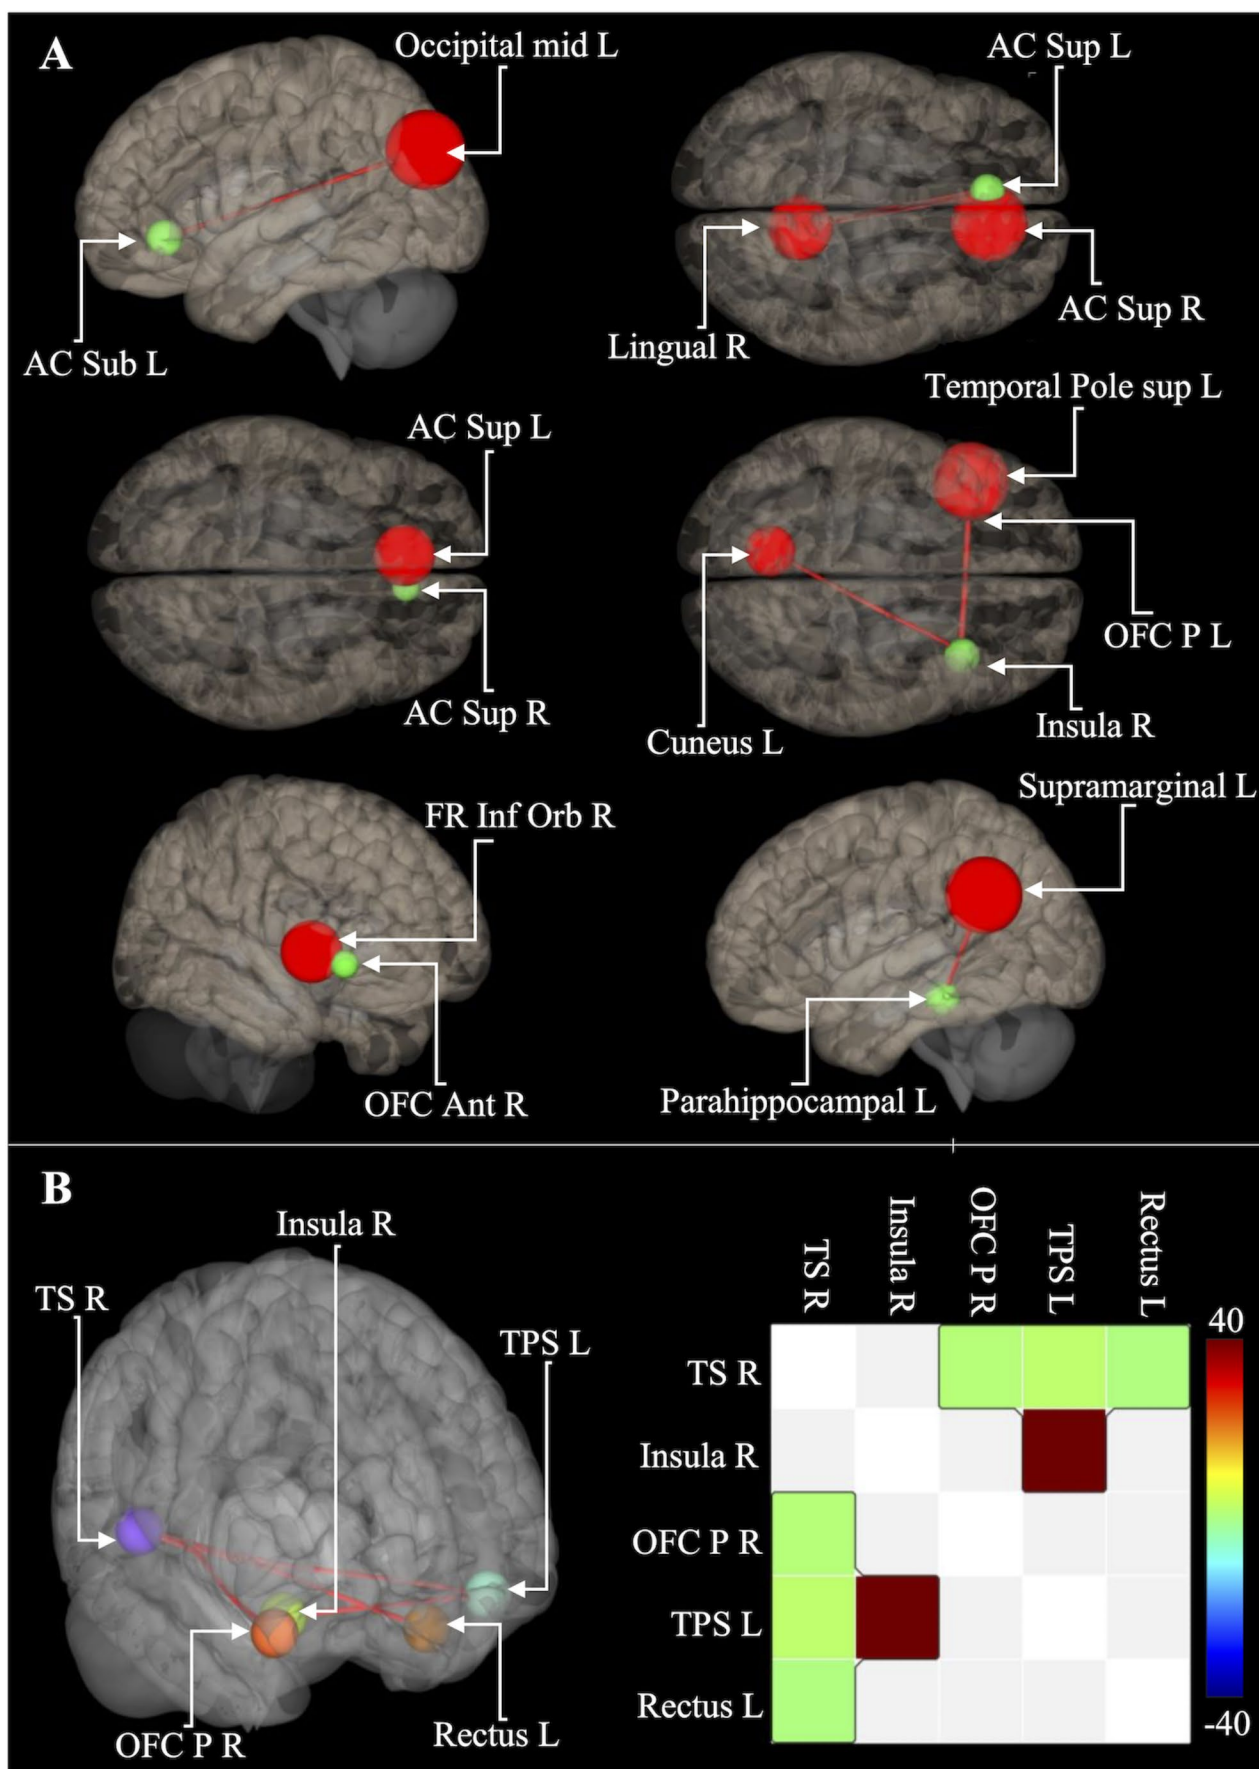 A
Occipital mid L
AC Sub L
AC Sup L
Lingual R
AC Sup R
AC Sup L
AC Sup R
Temporal Pole sup L
OFC P L
Cuneus L
Insula R
FR Inf Orb R
OFC Ant R
Supramarginal L
Parahippocampal L
B
Insula R
TS R
TPS L
OFC P R
Rectus L
TS R
Insula R
OFC P R
TPS L
Rectus L
TS R
Insula R
OFC P R
TPS L
Rectus L
40
-40